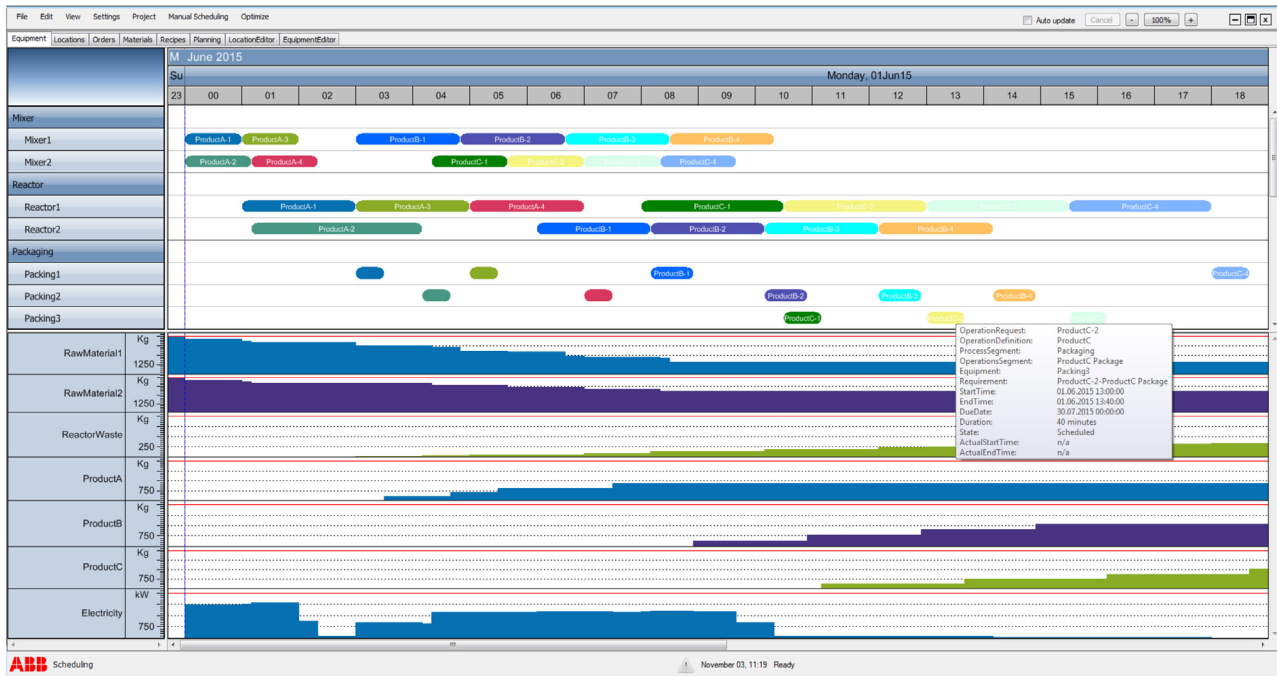 File Edit View Settings Project Manual Scheduling Optimize Auto update Cancel - 100% +
Equipment Locations Orders Materials Recipes Planning LocationEditor EquipmentEditor
M June 2015
Su Monday, 01Jun15
23 00 01 02 03 04 05 06 07 08 09 10 11 12 13 14 15 16 17 18
Mixer
Mixer1 ProductA-1 ProductA-3 ProductB-1 ProductB-2 ProductB-3 ProductB-4
Mixer2 ProductA-2 ProductA-4 ProductC-1 ProductC-2 ProductC-4
Reactor
Reactor1 ProductA-1 ProductA-3 ProductA-4 ProductC-1 ProductC-2 ProductC-4
Reactor2 ProductA-2 ProductB-1 ProductB-2 ProductB-3 ProductB-4
Packaging
Packing1 ProductB-1 ProductC-4
Packing2 ProductB-2 ProductB-3 ProductB-4
Packing3 ProductC-1
OperationRequest: ProductC-2
OperationDefinition: ProductC
ProcessSegment: Packaging
OperationsSegment: ProductC Package
Equipment: Packing3
Requirement: ProductC-2-ProductC Package
StartTime: 01.06.2015 13:00:00
EndTime: 01.06.2015 13:40:00
DueDate: 30.07.2015 00:00:00
Duration: 40 minutes
State: Scheduled
ActualStartTime: n/a
ActualEndTime: n/a
Kg
RawMaterial1
1250
Kg
RawMaterial2
1250
Kg
ReactorWaste
250
Kg
ProductA
750
Kg
ProductB
750
Kg
ProductC
750
kW
Electricity
750
ABB Scheduling November 03, 11:19 Ready